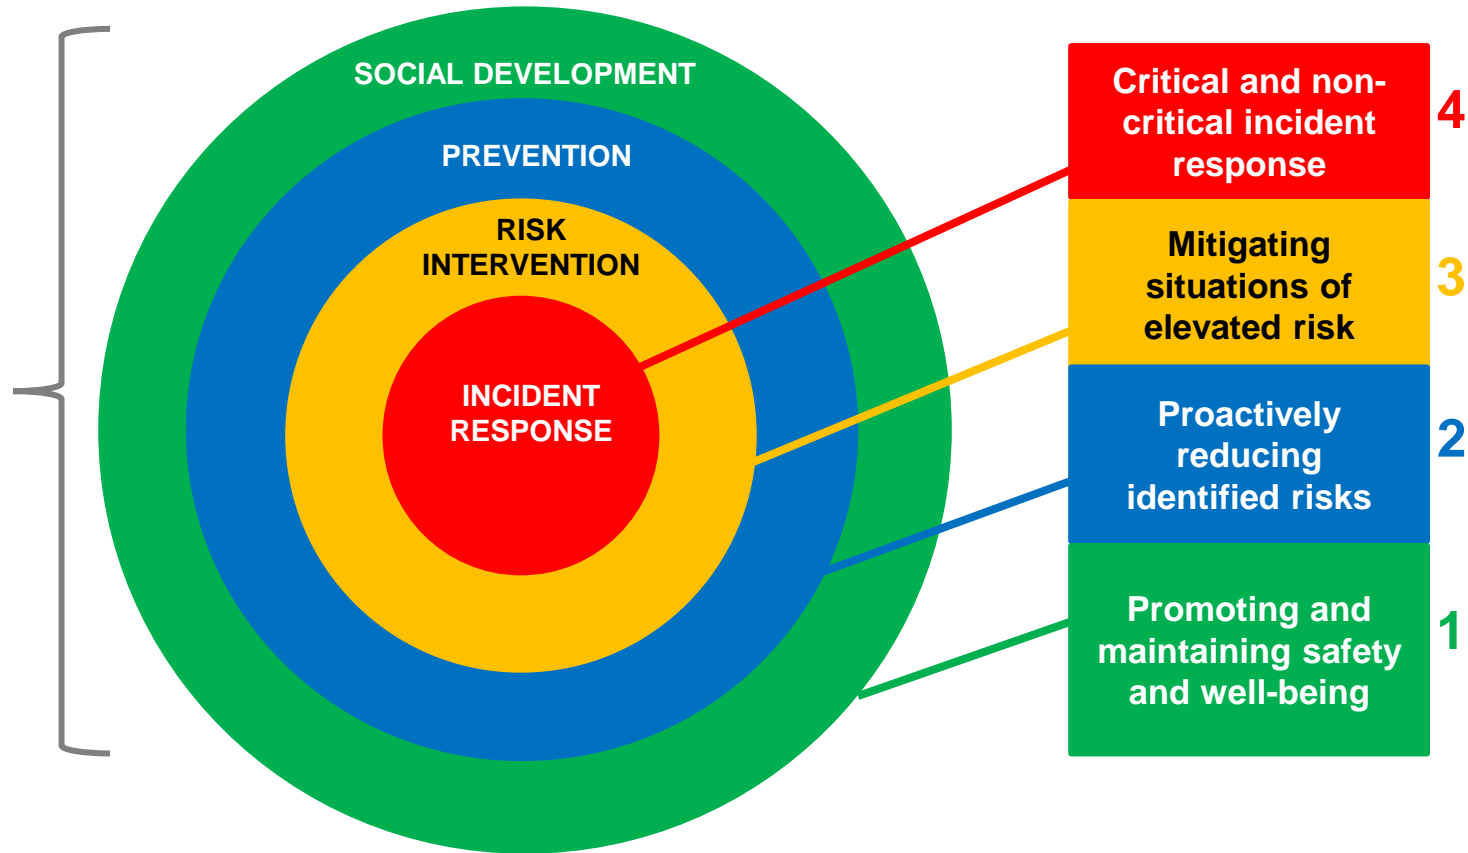 SOCIAL DEVELOPMENT
PREVENTION
RISK
INTERVENTION
INCIDENT
RESPONSE
Critical and non-
critical incident
response
4
Mitigating
situations of
elevated risk
3
Proactively
reducing
identified risks
2
Promoting and
maintaining safety
and well-being
1